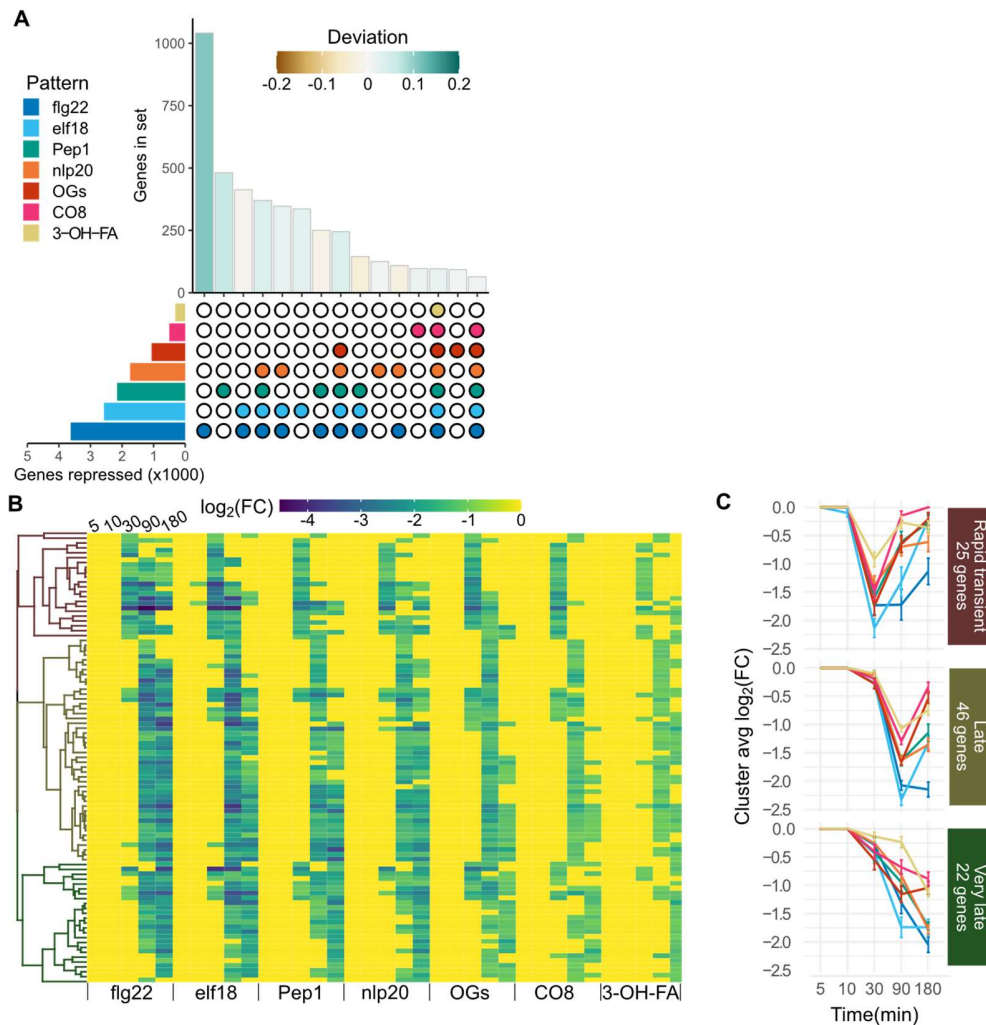 A
Deviation
-0.2
-0.1
0
0.1
0.2
Pattern
flg22
elf18
Pep1
nlp20
OGs
CO8
3-OH-FA
Genes in set
1000
750
500
250
0
5 4 3 2 1 0
Genes repressed (x1000)
B
log₂(FC)
-4 -3 -2 -1 0
5 10 30 90 180
flg22 elf18 Pep1 nlp20 OGs CO8 3-OH-FA
C
Cluster avg log₂(FC)
0.0
-0.5
-1.0
-1.5
-2.0
-2.5
Rapid transient
25 genes
0.0
-0.5
-1.0
-1.5
-2.0
-2.5
Late
46 genes
0.0
-0.5
-1.0
-1.5
-2.0
-2.5
Very late
22 genes
5 10 30 90 180
Time(min)